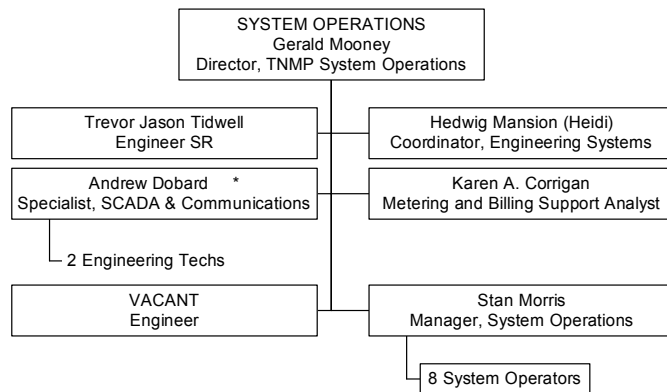 SYSTEM OPERATIONS
Gerald Mooney
Director, TNMP System Operations
Trevor Jason Tidwell
Engineer SR
Hedwig Mansion (Heidi)
Coordinator, Engineering Systems
Andrew Dobard *
Specialist, SCADA & Communications
Karen A. Corrigan
Metering and Billing Support Analyst
2 Engineering Techs
VACANT
Engineer
Stan Morris
Manager, System Operations
8 System Operators